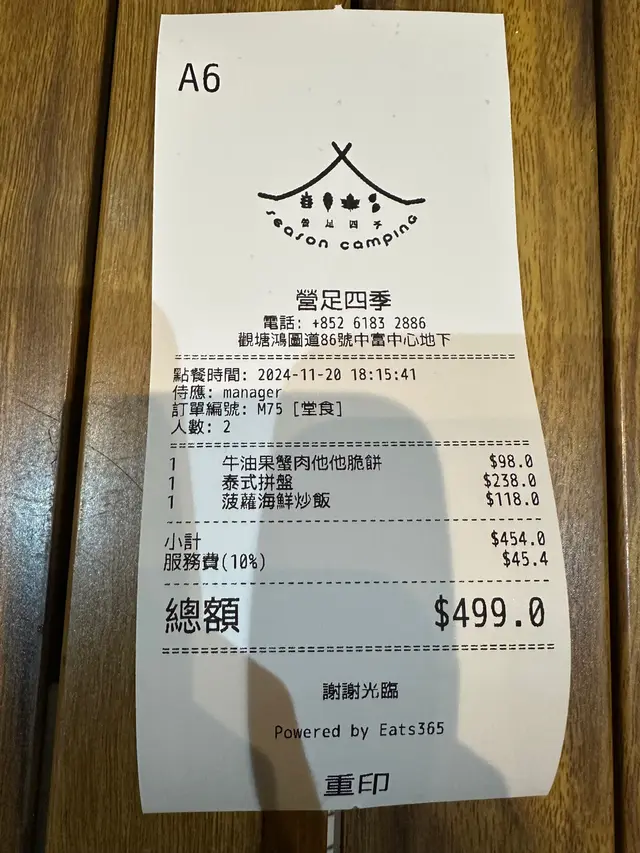 A6
營足四季
season camping
營足四季
電話: +852 6183 2886
觀塘鴻圖道86號中富中心地下
點餐時間: 2024-11-20 18:15:41
侍應: manager
訂單編號: M75 [堂食]
人數: 2
1 牛油果蟹肉他他脆餅 $98.0
1 泰式拼盤 $238.0
1 菠蘿海鮮炒飯 $118.0
小計 $454.0
服務費(10%) $45.4
總額 $499.0
謝謝光臨
Powered by Eats365
重印